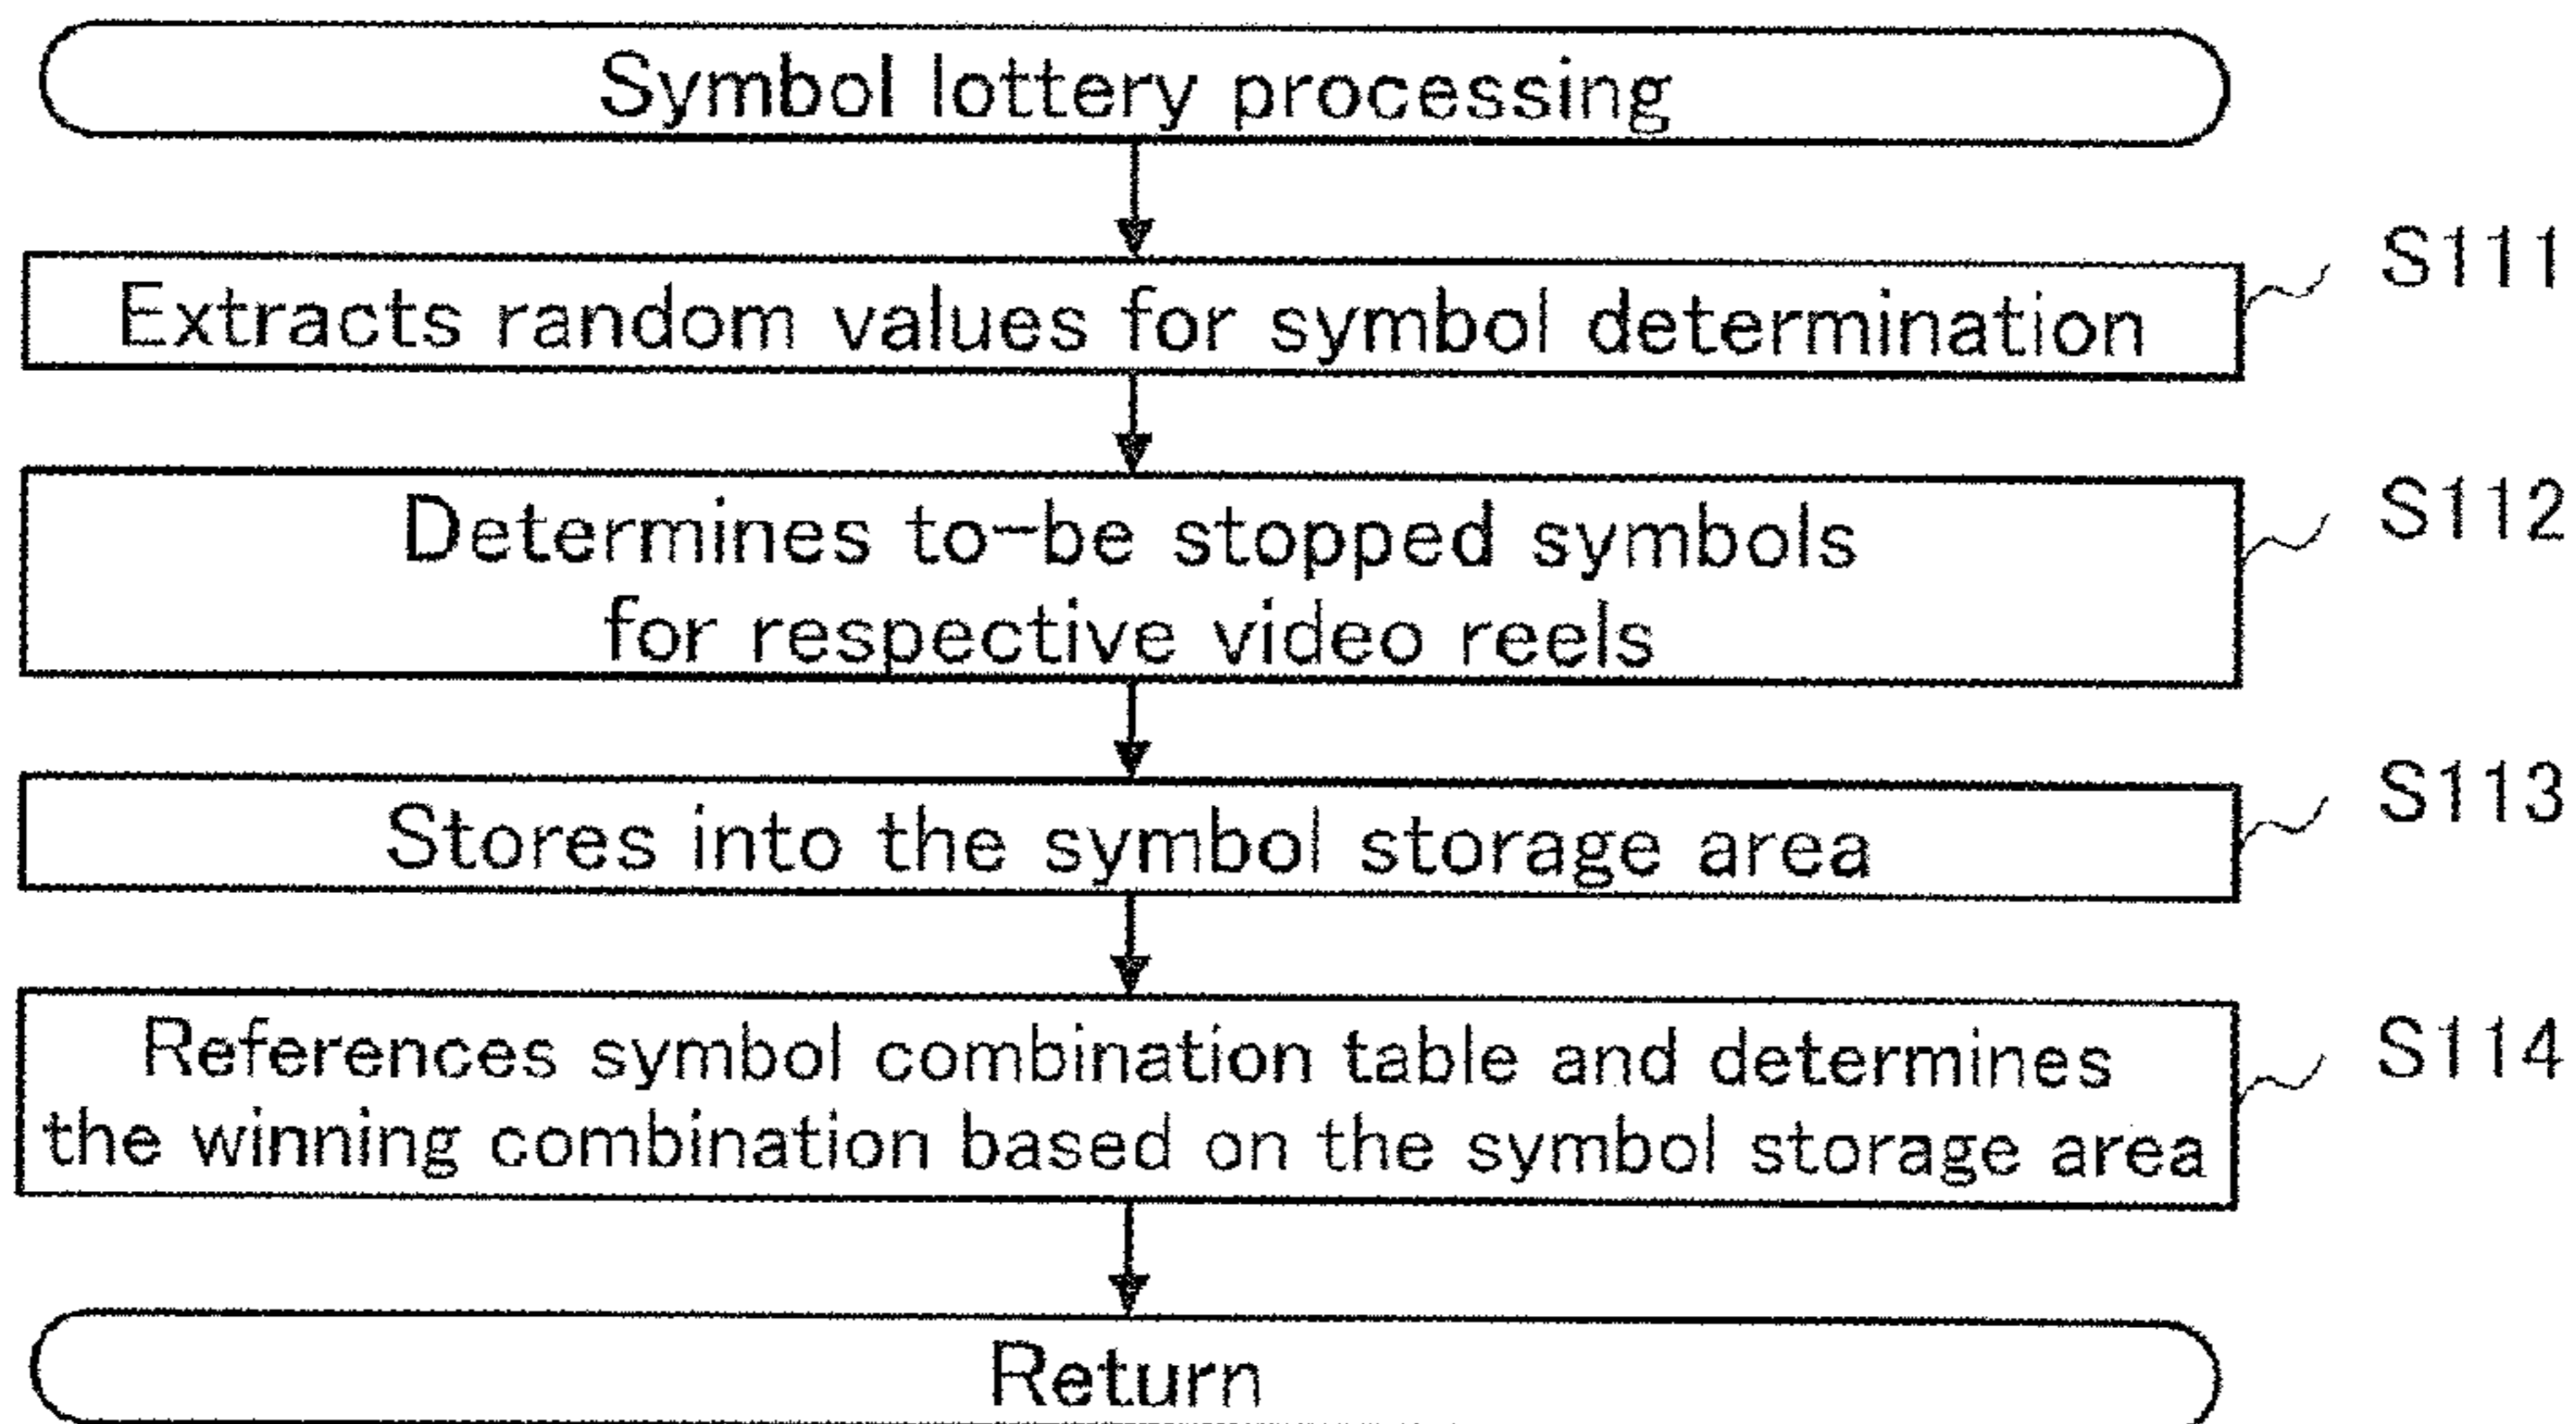 Symbol lottery processing
S111
Extracts random values for symbol determination
S112
Determines to-be stopped symbols
for respective video reels
S113
Stores into the symbol storage area
S114
References symbol combination table and determines
the winning combination based on the symbol storage area
Return